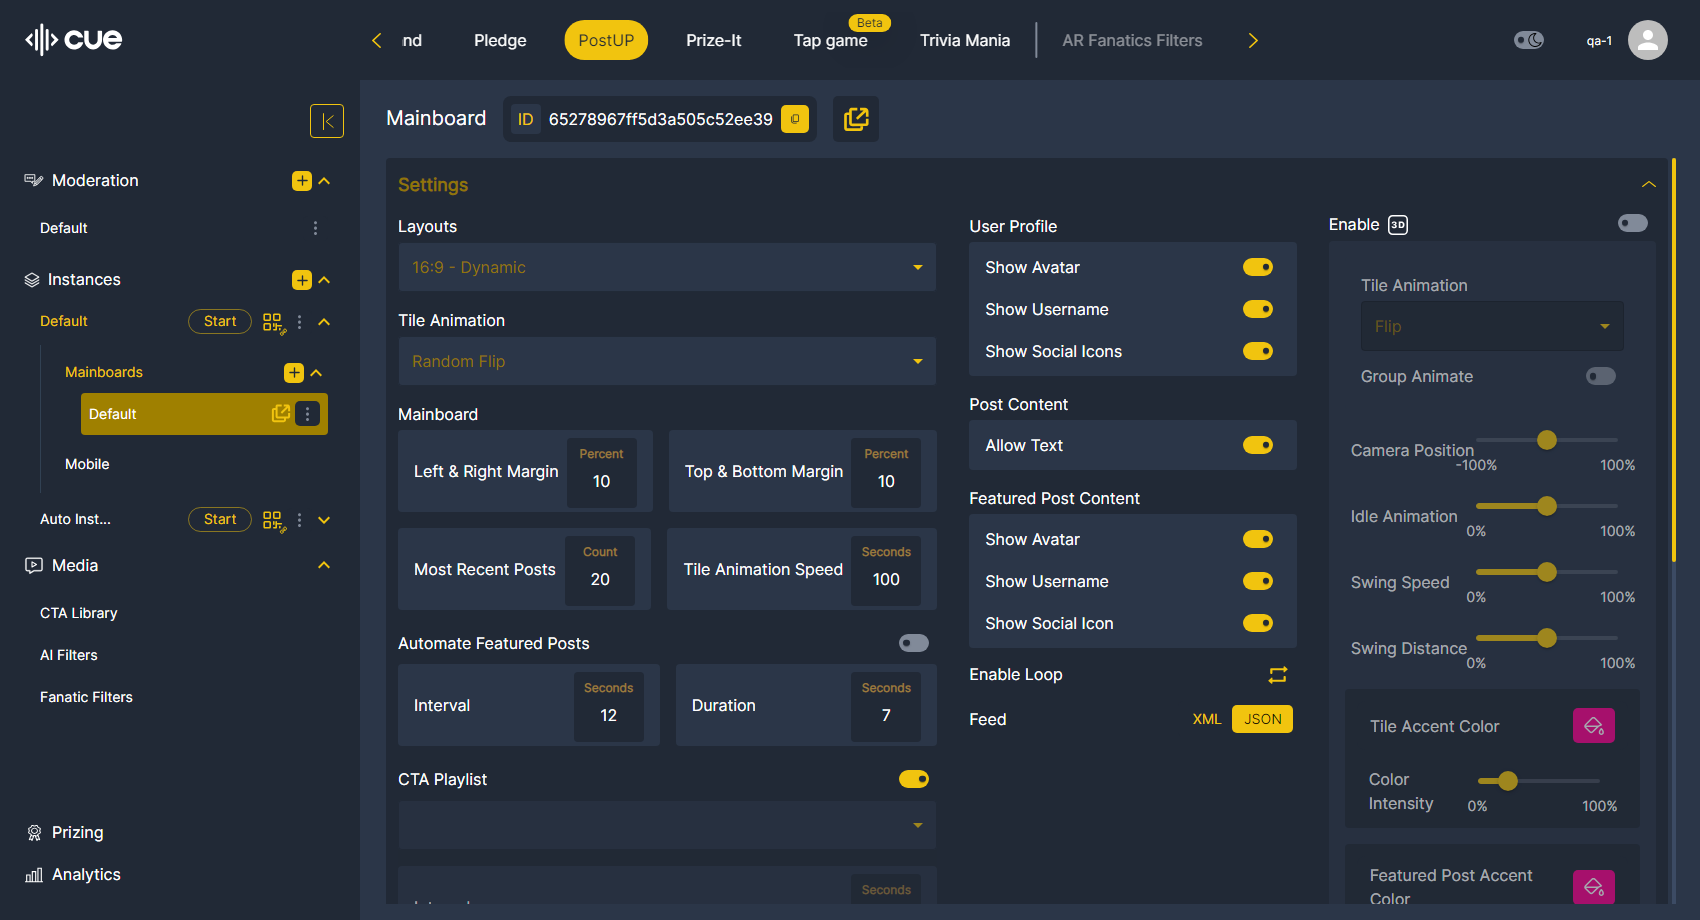 cue
nd
Pledge
PostUP
Prize-It
Tap game
Beta
Trivia Mania
AR Fanatics Filters
qa-1
Moderation
Default
Instances
Default
Start
Mainboards
Default
Mobile
Auto Inst...
Start
Media
CTA Library
AI Filters
Fanatic Filters
Prizing
Analytics
Mainboard
ID
65278967ff5d3a505c52ee39
Settings
Layouts
16:9 - Dynamic
Tile Animation
Random Flip
Mainboard
Left & Right Margin
Percent
10
Top & Bottom Margin
Percent
10
Most Recent Posts
Count
20
Tile Animation Speed
Seconds
100
Automate Featured Posts
Interval
Seconds
12
Duration
Seconds
7
CTA Playlist
Seconds
User Profile
Show Avatar
Show Username
Show Social Icons
Post Content
Allow Text
Featured Post Content
Show Avatar
Show Username
Show Social Icon
Enable Loop
Feed
XML
JSON
Enable
3D
Tile Animation
Flip
Group Animate
Camera Position
-100%
100%
Idle Animation
0%
100%
Swing Speed
0%
100%
Swing Distance
0%
100%
Tile Accent Color
Color
Intensity
0%
100%
Featured Post Accent
Color